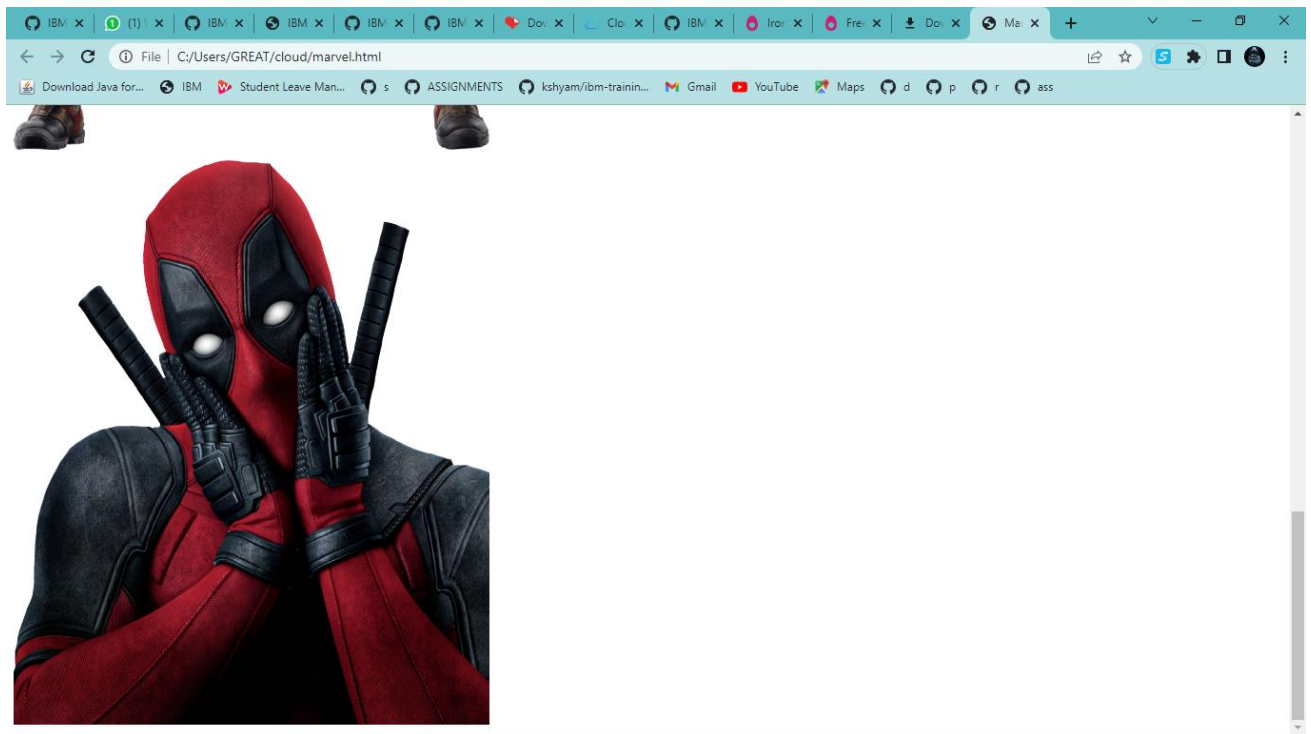 IBM (1) \ IBM IBM IBM IBM Dov Clo IBM Iror Free Dov Ma
File C:/Users/GREAT/cloud/marvel.html
Download Java for... IBM Student Leave Man... s ASSIGNMENTS kshyam/ibm-trainin... Gmail YouTube Maps d p r ass